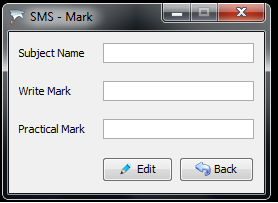 SMS - Mark
Subject Name
Write Mark
Practical Mark
Edit Back